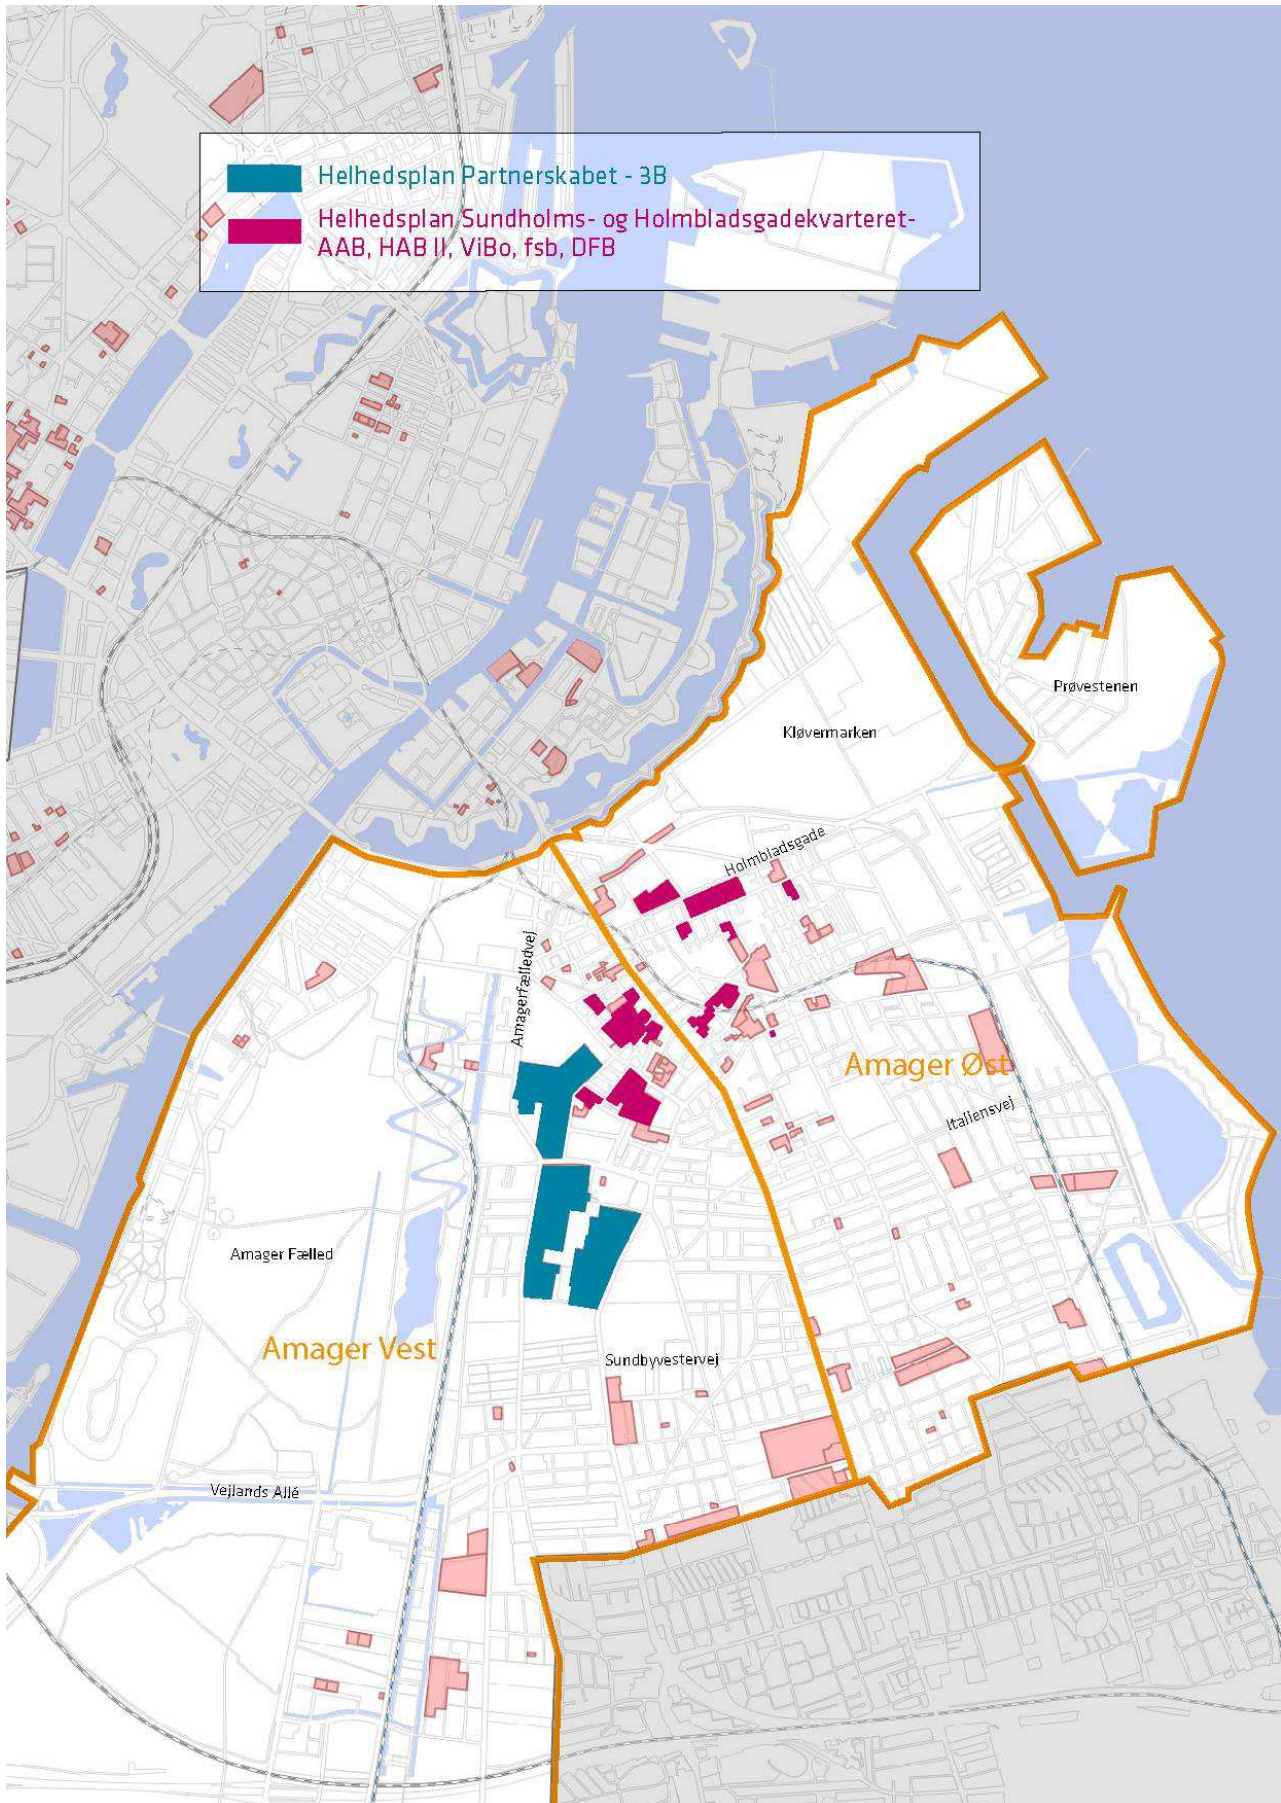 Helhedsplan Partnerskabet - 3B
Helhedsplan Sundholms- og Holmbladsgadekvarteret-
AAB, HAB II, ViBo, fsb, DFB
Prøvestenen
Kløvermarken
Holmbladsgade
Amagerfælledvej
Amager Øst
Italiensvej
Amager Fælled
Amager Vest
Sundbyvestervej
Vejlands Allé